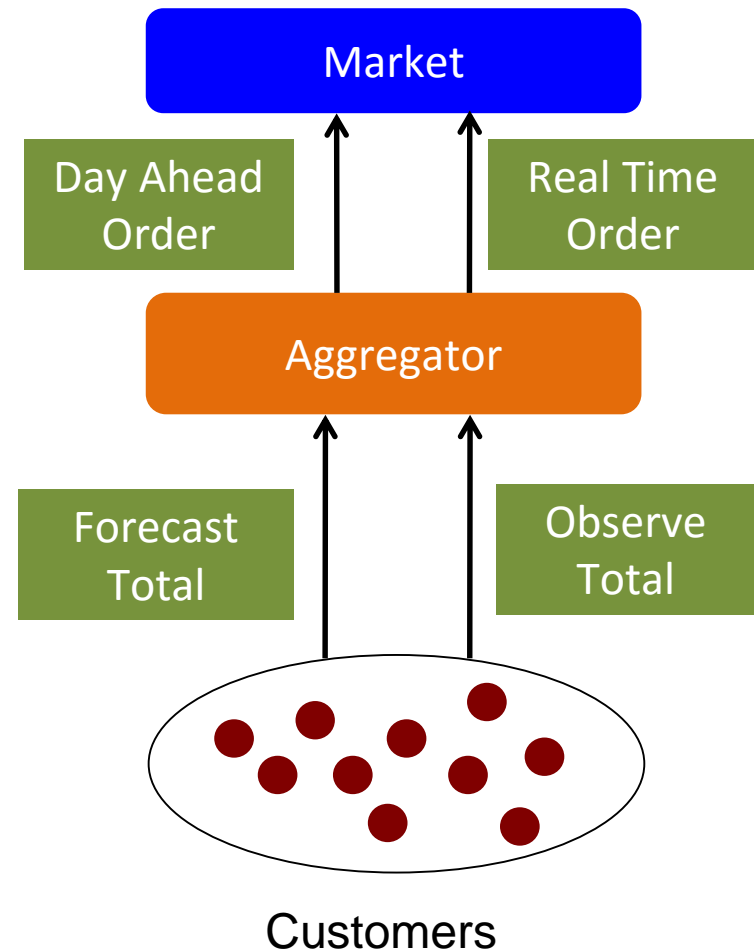 Market
Day Ahead
Order
Real Time
Order
Aggregator
Forecast
Total
Observe
Total
Customers